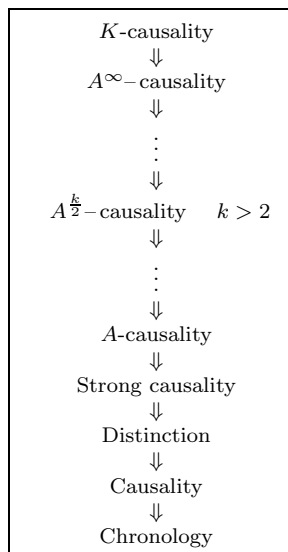 K-causality
⇓
A^∞–causality
⇓
⋮
⇓
A^{k/2}–causality k > 2
⇓
⋮
⇓
A-causality
⇓
Strong causality
⇓
Distinction
⇓
Causality
⇓
Chronology